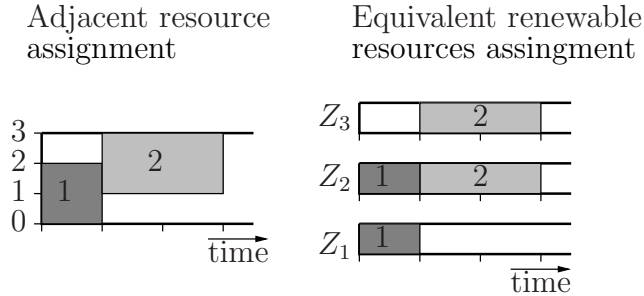 Adjacent resource
assignment
Equivalent renewable
resources assingment
3
2
1
0
1
2
time
Z3
2
Z2
1
2
Z1
1
time